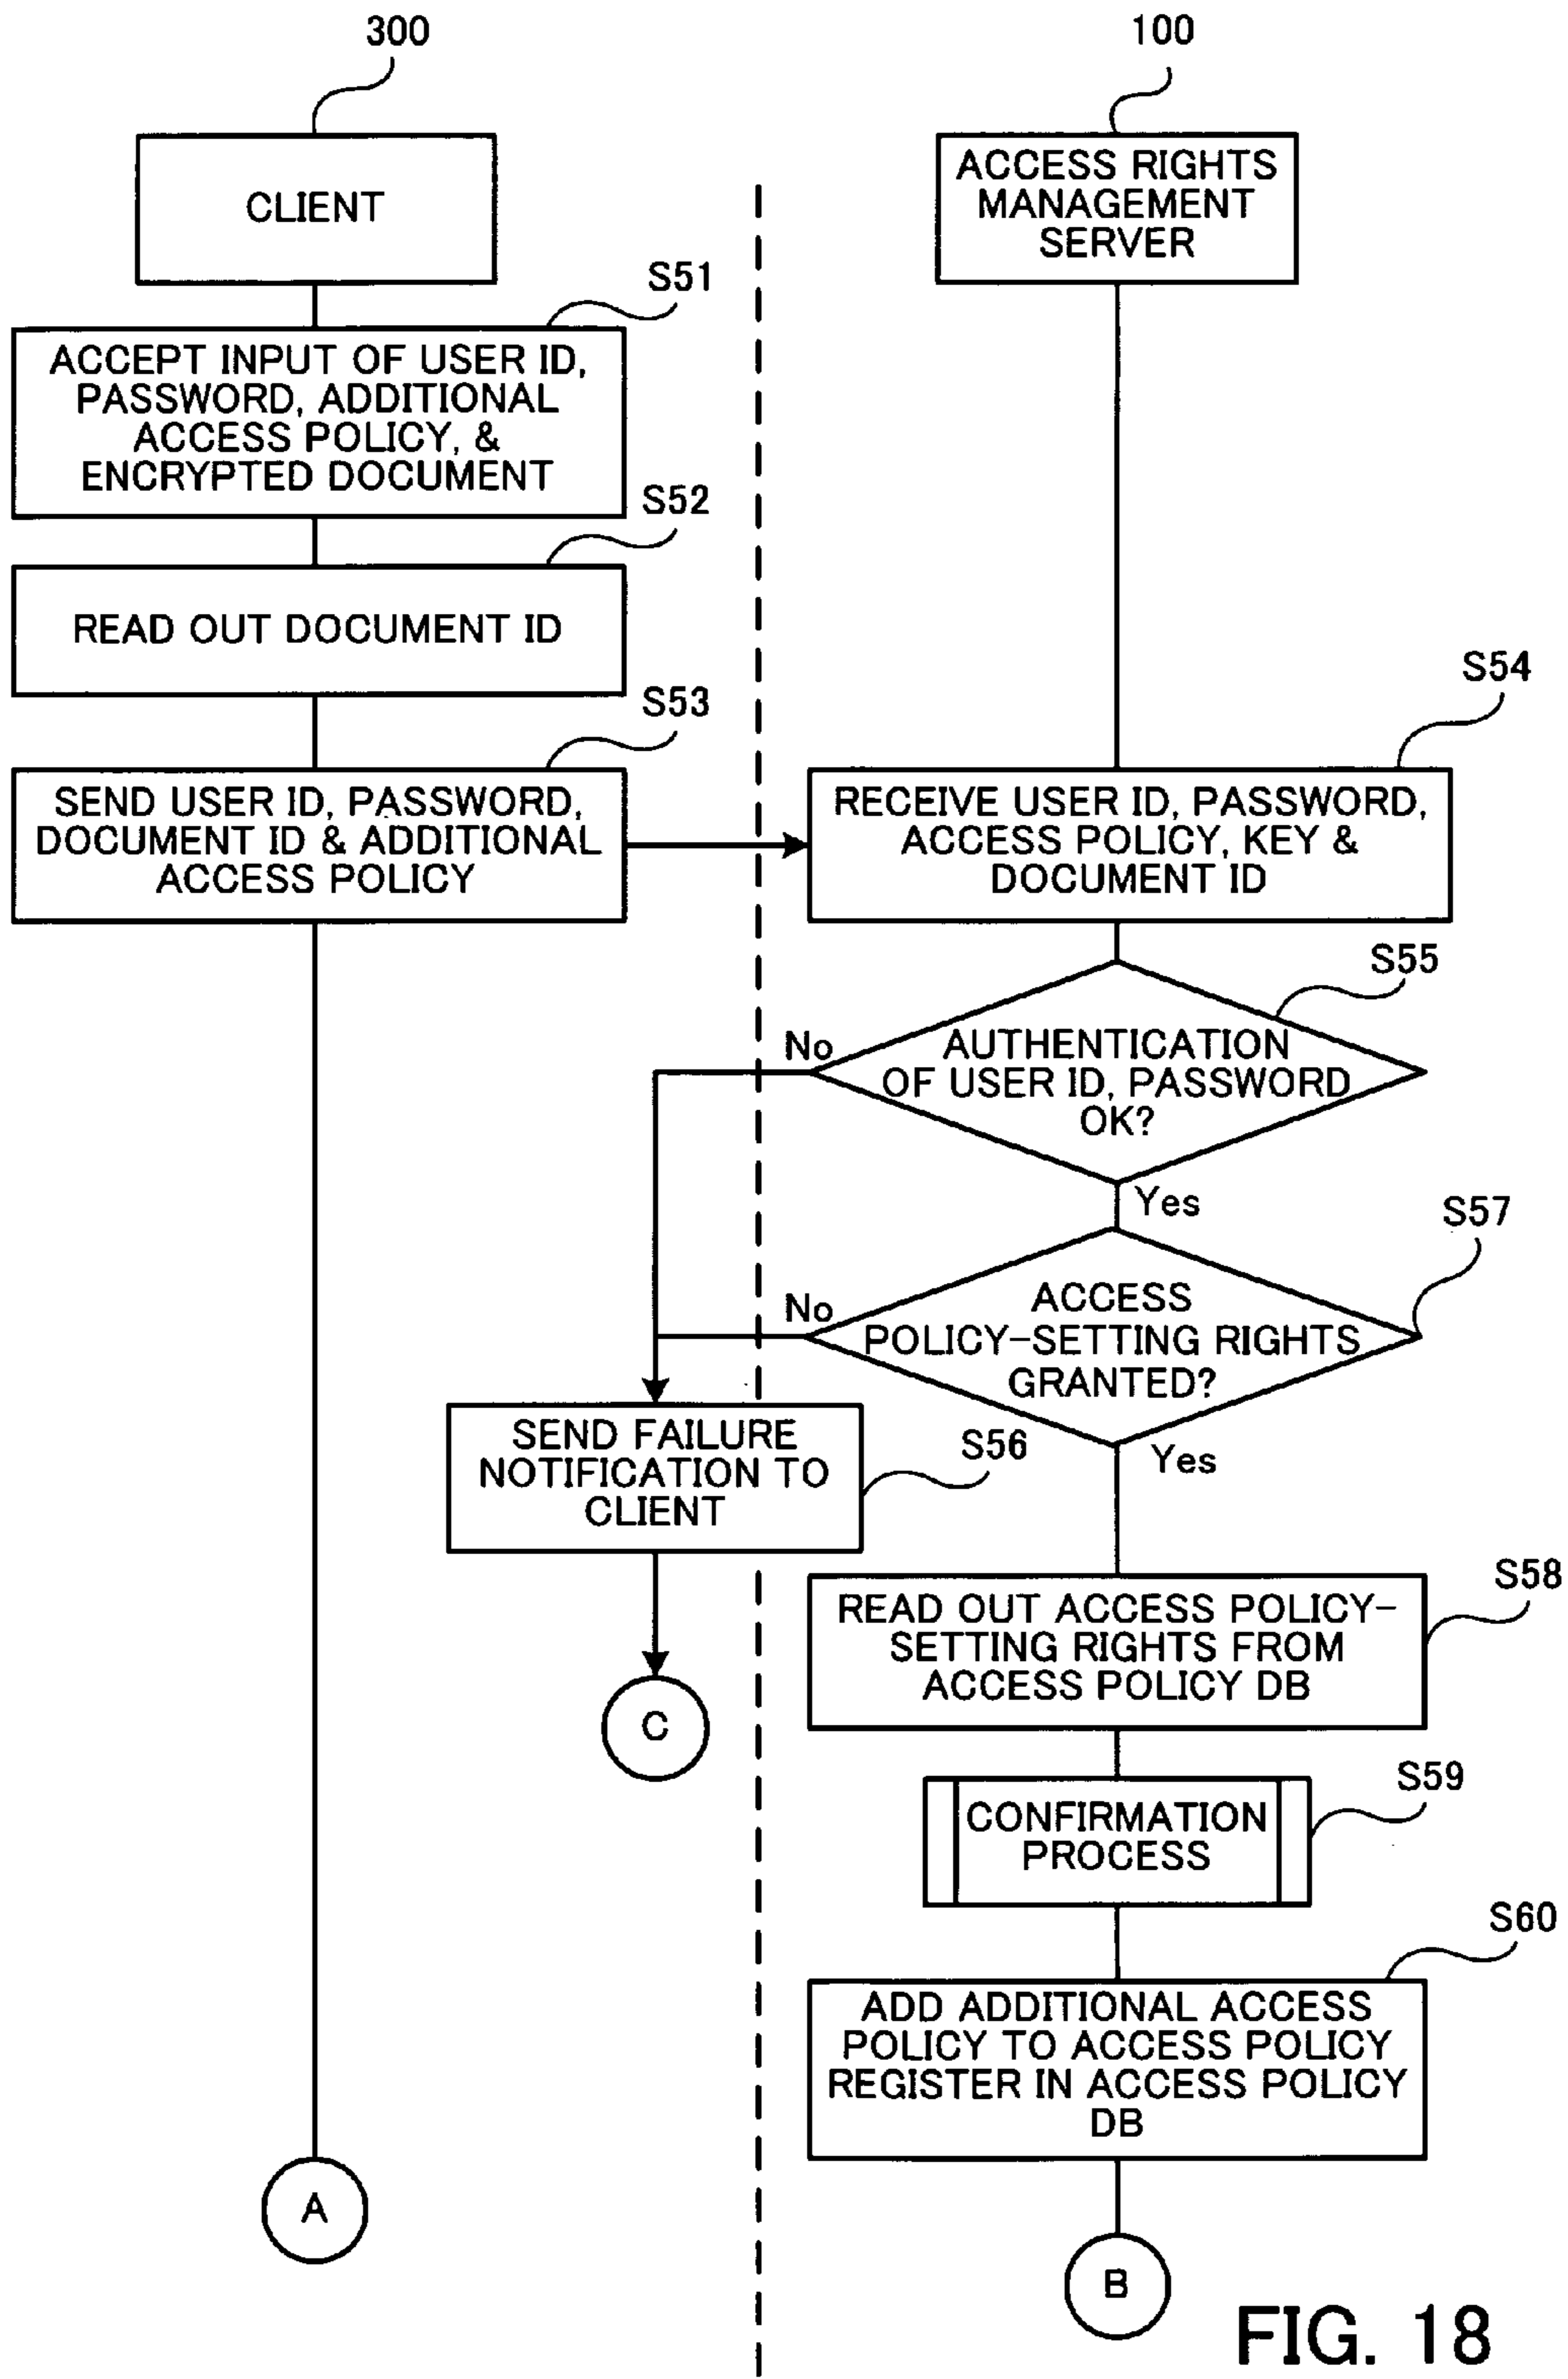 300
100
CLIENT
ACCESS RIGHTS
MANAGEMENT
SERVER
S51
ACCEPT INPUT OF USER ID,
PASSWORD, ADDITIONAL
ACCESS POLICY, &
ENCRYPTED DOCUMENT
S52
READ OUT DOCUMENT ID
S53
SEND USER ID, PASSWORD,
DOCUMENT ID & ADDITIONAL
ACCESS POLICY
S54
RECEIVE USER ID, PASSWORD,
ACCESS POLICY, KEY &
DOCUMENT ID
S55
No
AUTHENTICATION
OF USER ID, PASSWORD
OK?
Yes
S57
No
ACCESS
POLICY-SETTING RIGHTS
GRANTED?
Yes
SEND FAILURE
NOTIFICATION TO
CLIENT
S56
C
S58
READ OUT ACCESS POLICY-
SETTING RIGHTS FROM
ACCESS POLICY DB
S59
CONFIRMATION
PROCESS
S60
ADD ADDITIONAL ACCESS
POLICY TO ACCESS POLICY
REGISTER IN ACCESS POLICY
DB
A
B
FIG. 18